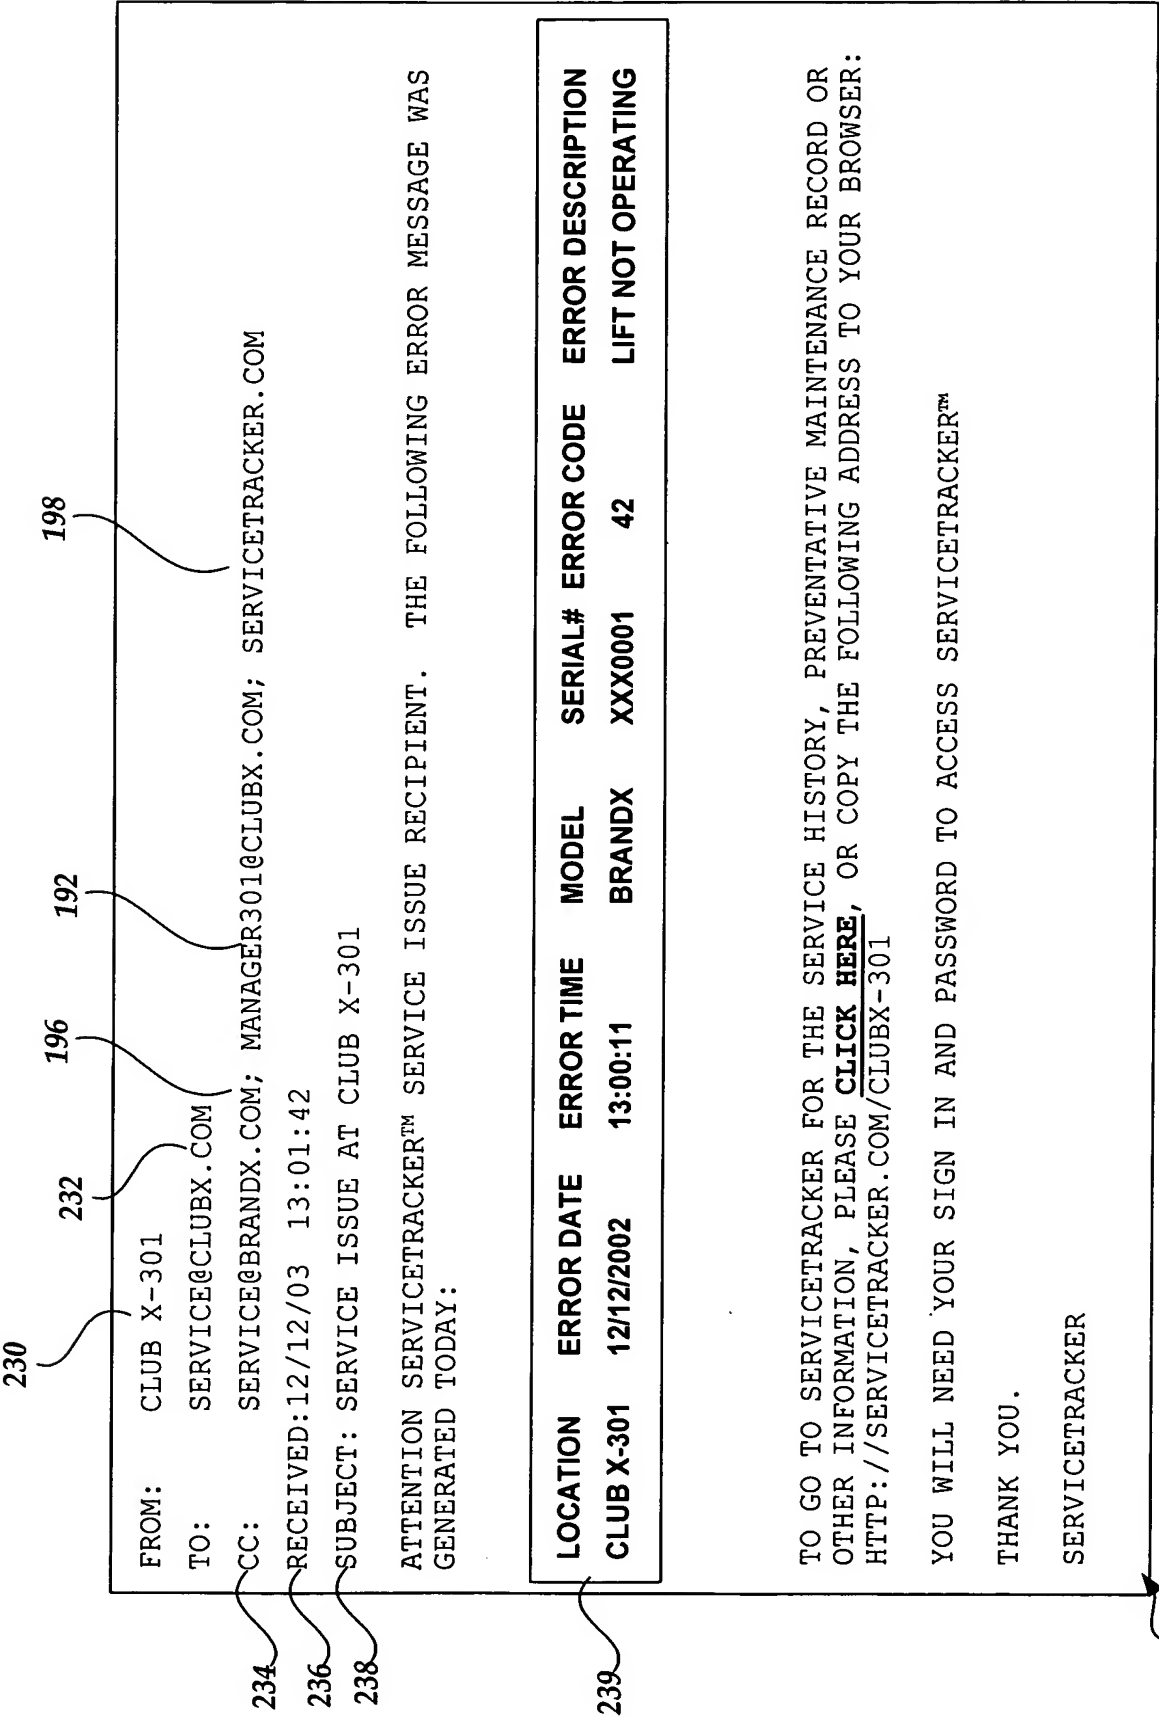 230
232
196
192
198
FROM: CLUB X-301
TO: SERVICE@CLUBX.COM
CC: SERVICE@BRANDX.COM; MANAGER301@CLUBX.COM; SERVICETRACKER.COM
RECEIVED:12/12/03 13:01:42
SUBJECT: SERVICE ISSUE AT CLUB X-301
234
236
238
ATTENTION SERVICETRACKER™ SERVICE ISSUE RECIPIENT. THE FOLLOWING ERROR MESSAGE WAS
GENERATED TODAY:
LOCATION ERROR DATE ERROR TIME MODEL SERIAL# ERROR CODE ERROR DESCRIPTION
CLUB X-301 12/12/2002 13:00:11 BRANDX XXX0001 42 LIFT NOT OPERATING
239
TO GO TO SERVICETRACKER FOR THE SERVICE HISTORY, PREVENTATIVE MAINTENANCE RECORD OR
OTHER INFORMATION, PLEASE CLICK HERE, OR COPY THE FOLLOWING ADDRESS TO YOUR BROWSER:
HTTP://SERVICETRACKER.COM/CLUBX-301
YOU WILL NEED YOUR SIGN IN AND PASSWORD TO ACCESS SERVICETRACKER™
THANK YOU.
SERVICETRACKER